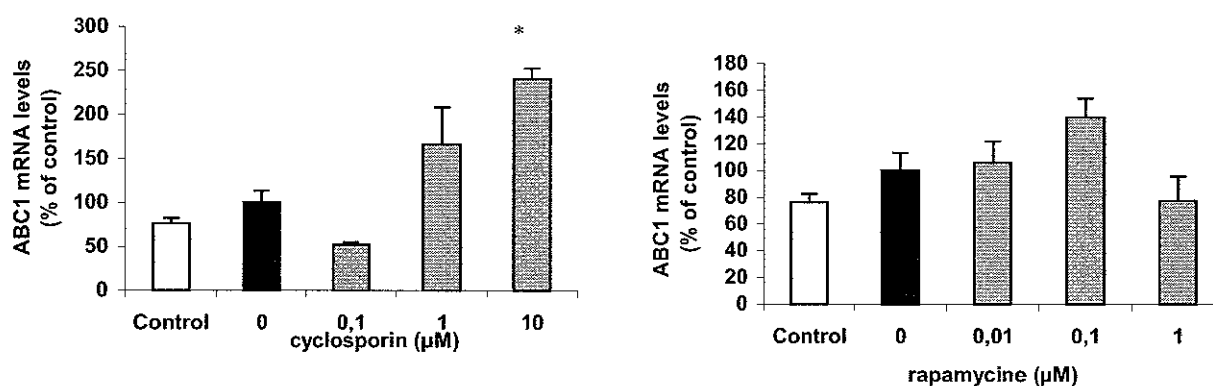 ABC1 mRNA levels
(% of control)
300
250
200
150
100
50
0
*
Control 0 0,1 1 10
cyclosporin (µM)
ABC1 mRNA levels
(% of control)
180
160
140
120
100
80
60
40
20
0
Control 0 0,01 0,1 1
rapamycine (µM)